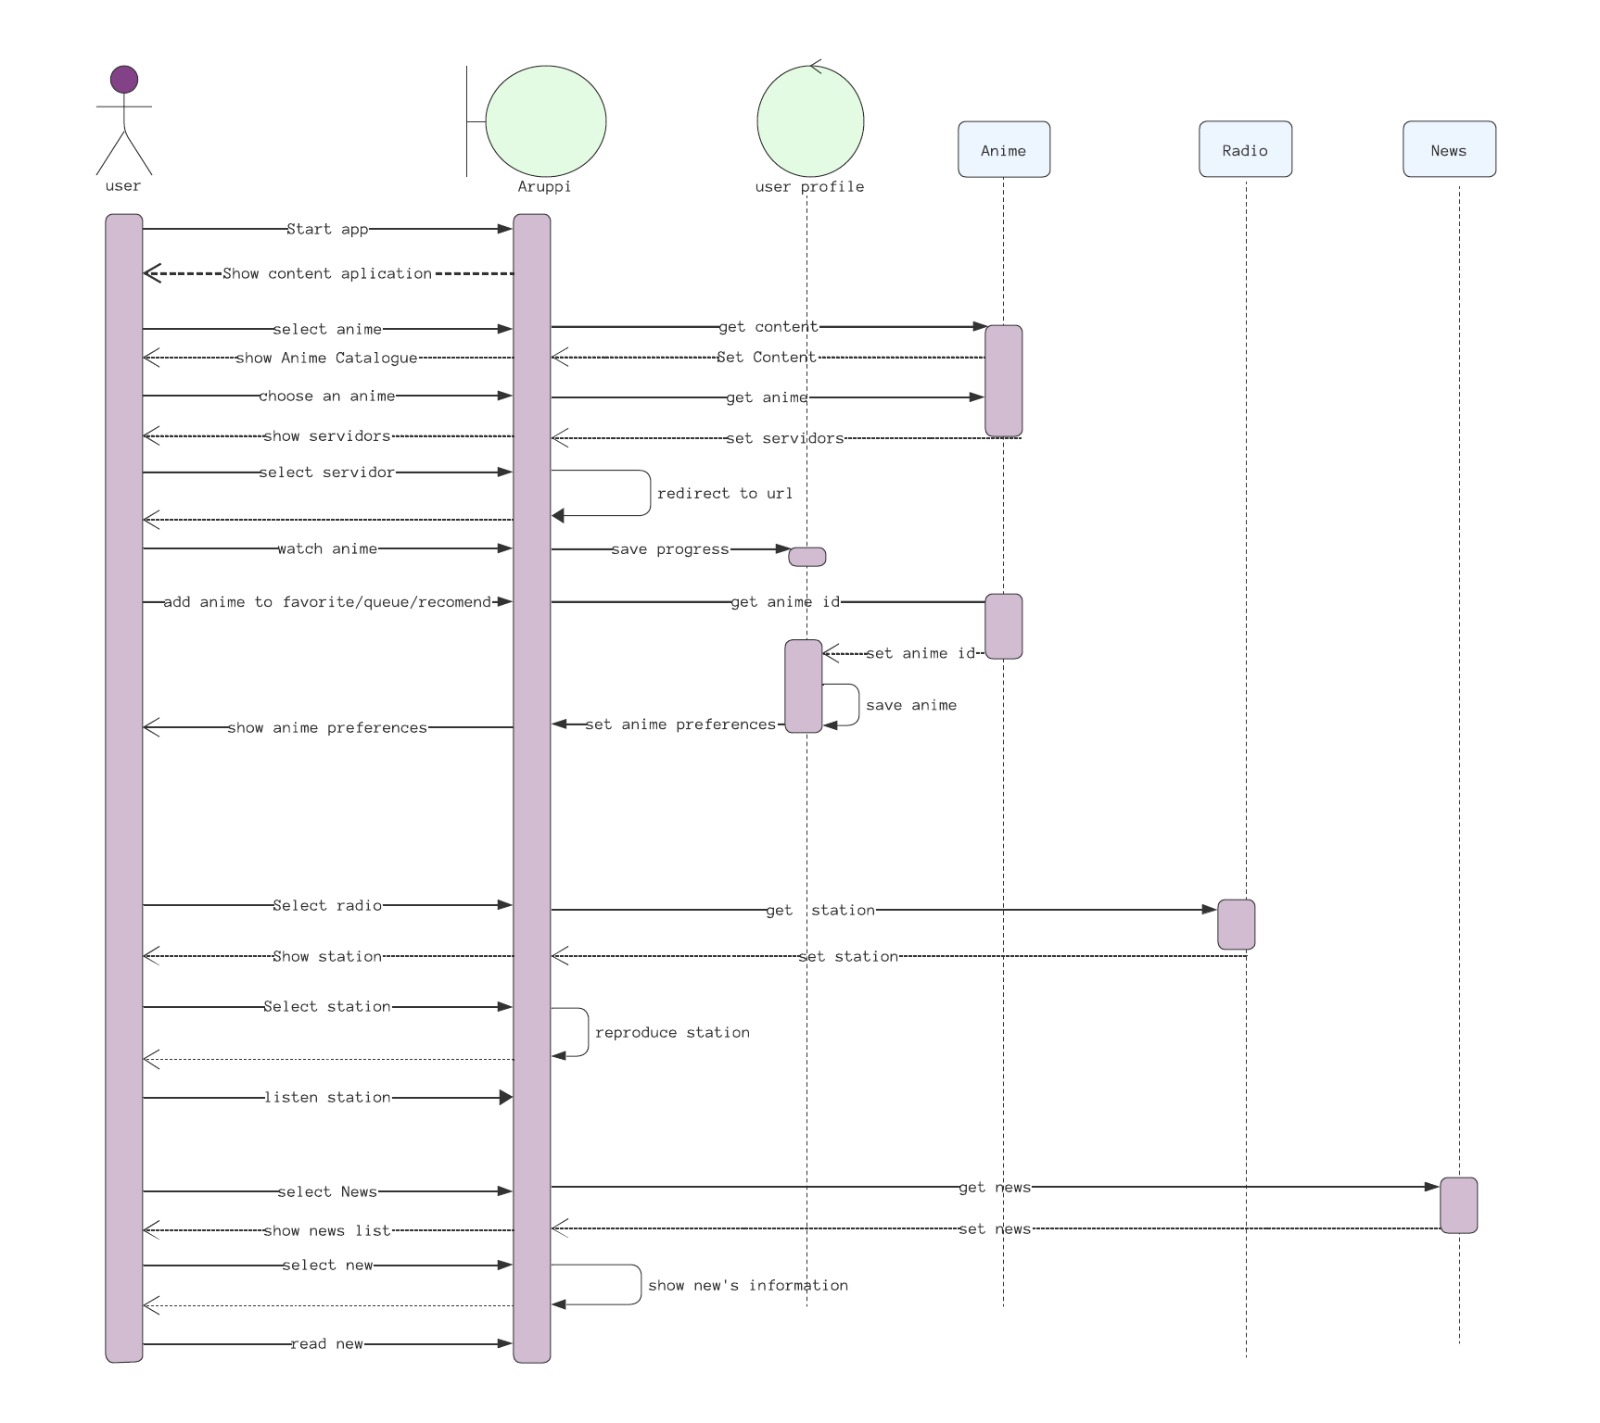 user
Aruppi
user profile
Anime
Radio
News
Start app
Show content aplication
select anime
get content
show Anime Catalogue
Set Content
choose an anime
get anime
show servidors
set servidors
select servidor
redirect to url
watch anime
save progress
add anime to favorite/queue/recomend
get anime id
set anime id
save anime
show anime preferences
set anime preferences
Select radio
get  station
Show station
set station
Select station
reproduce station
listen station
select News
get news
show news list
set news
select new
show new's information
read new